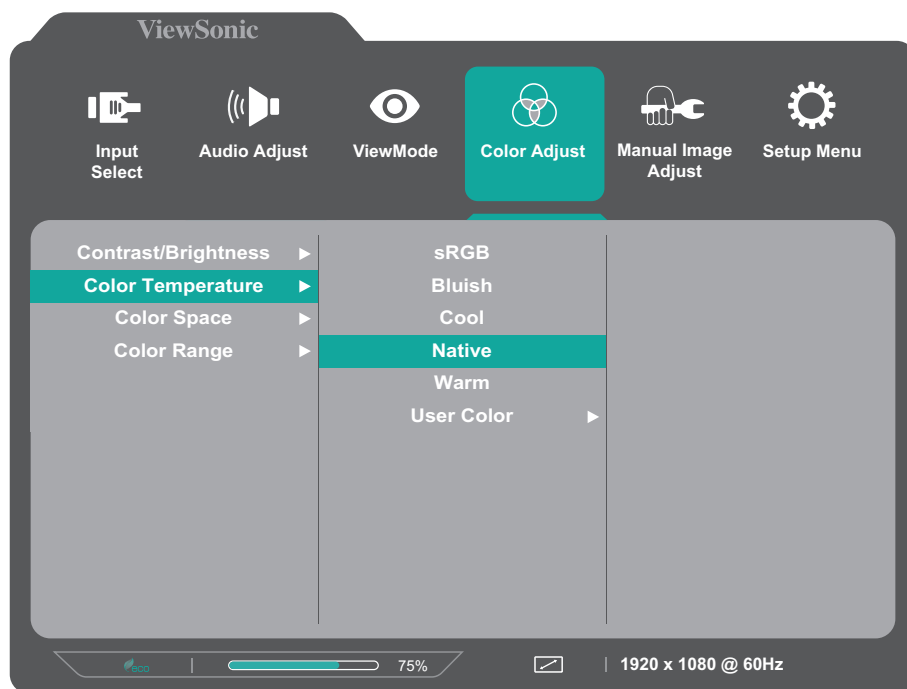 ViewSonic
Input
Select
Audio Adjust
ViewMode
Color Adjust
Manual Image
Adjust
Setup Menu
Contrast/Brightness
Color Temperature
Color Space
Color Range
sRGB
Bluish
Cool
Native
Warm
User Color
eco
75%
1920 x 1080 @ 60Hz